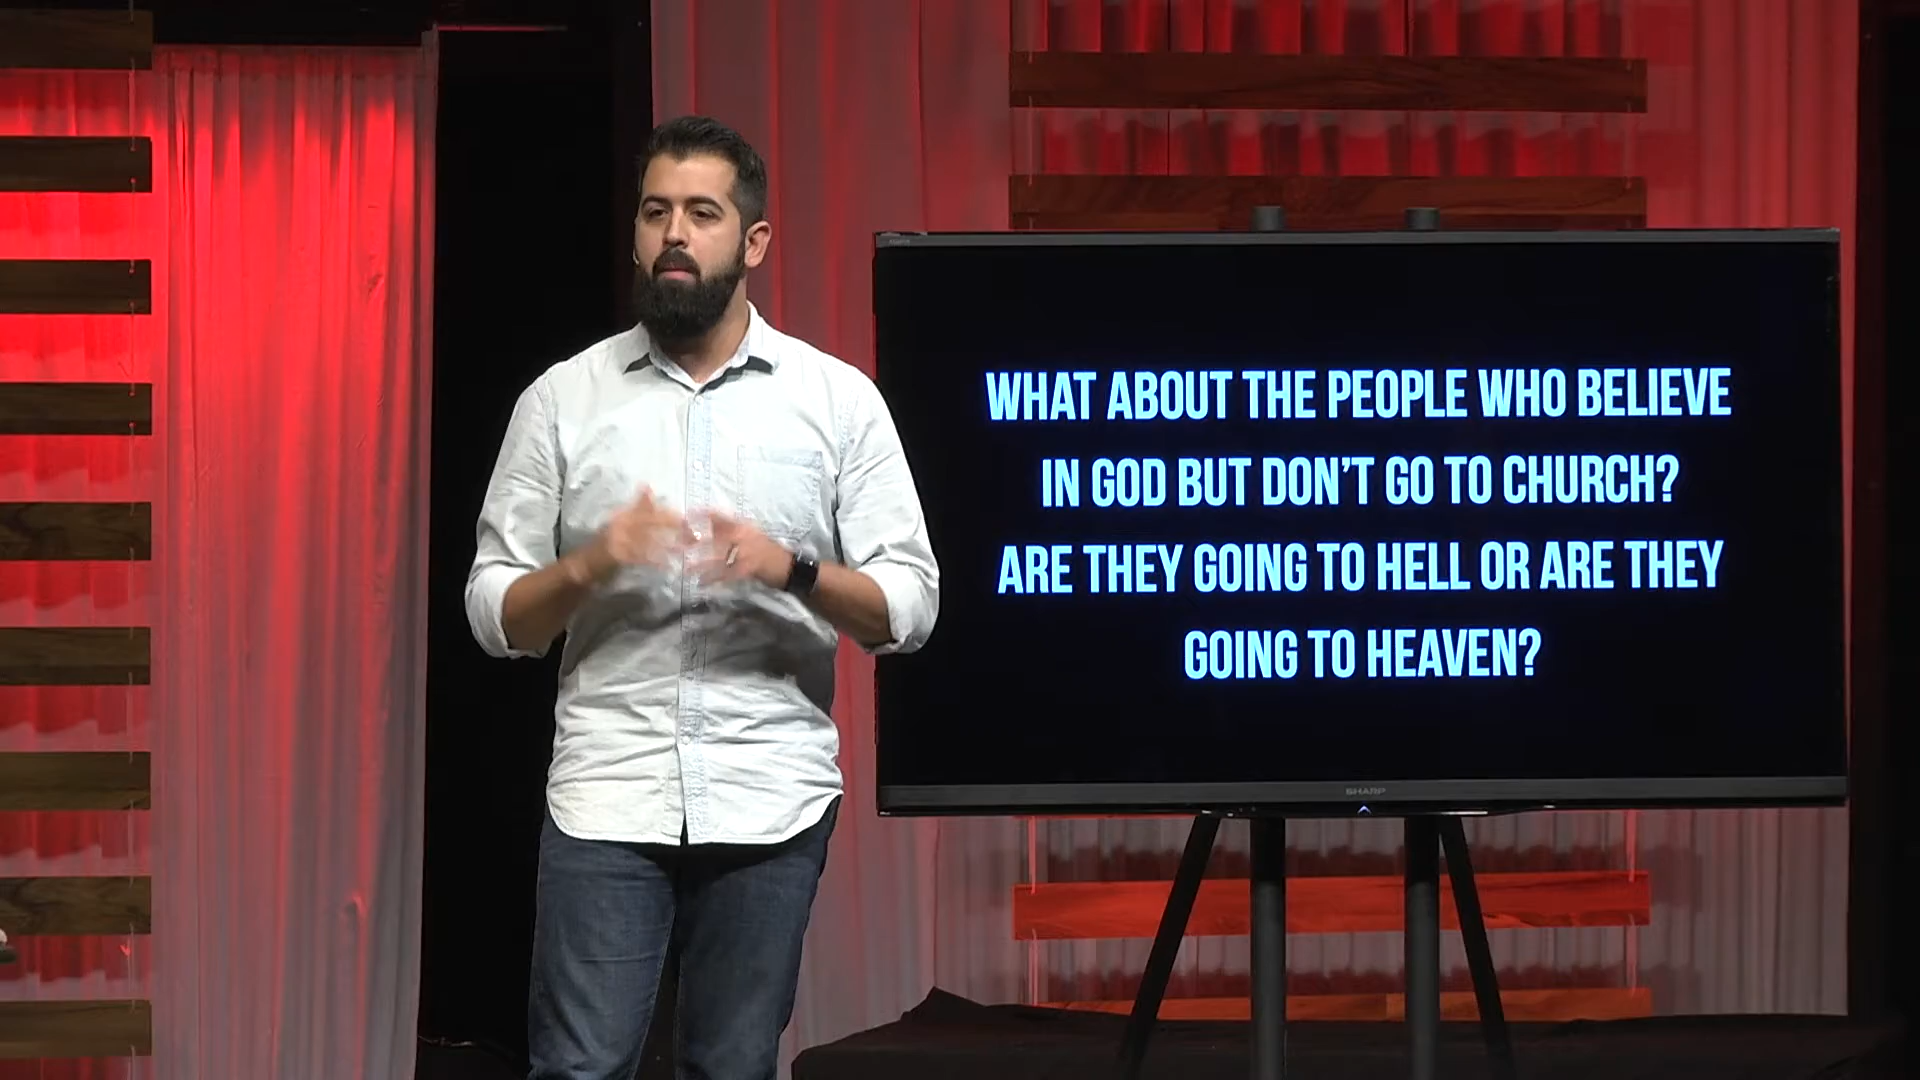 WHAT ABOUT THE PEOPLE WHO BELIEVE
IN GOD BUT DON'T GO TO CHURCH?
ARE THEY GOING TO HELL OR ARE THEY
GOING TO HEAVEN?
SHARP